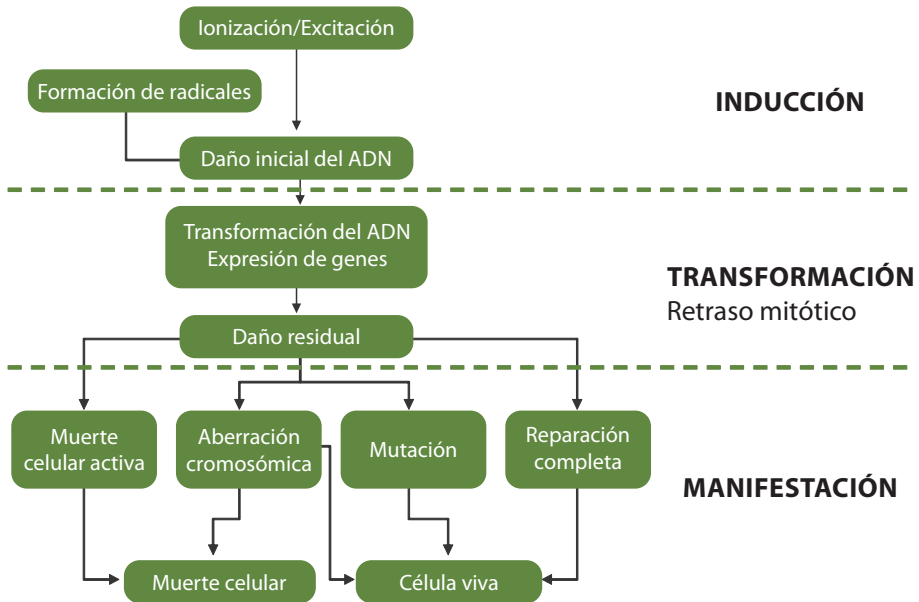 Ionización/Excitación
Formación de radicales
INDUCCIÓN
Daño inicial del ADN
Transformación del ADN
Expresión de genes
TRANSFORMACIÓN
Retraso mitótico
Daño residual
Muerte
celular activa
Aberración
cromosómica
Mutación
Reparación
completa
MANIFESTACIÓN
Muerte celular
Célula viva